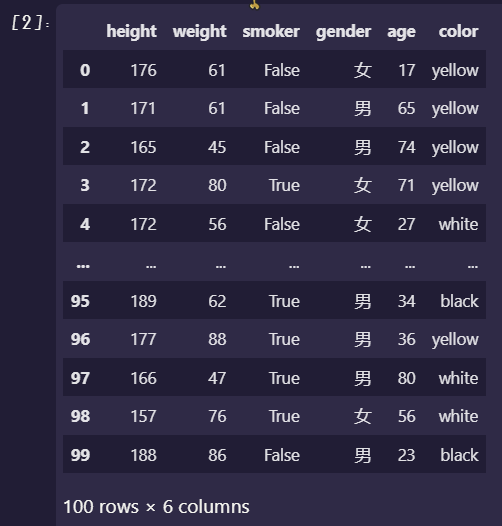 [2]:
height weight smoker gender age color
0 176 61 False 女 17 yellow
1 171 61 False 男 65 yellow
2 165 45 False 男 74 yellow
3 172 80 True 女 71 yellow
4 172 56 False 女 27 white
... ... ... ... ... ... ...
95 189 62 True 男 34 black
96 177 88 True 男 36 yellow
97 166 47 True 男 80 white
98 157 76 True 女 56 white
99 188 86 False 男 23 black
100 rows × 6 columns